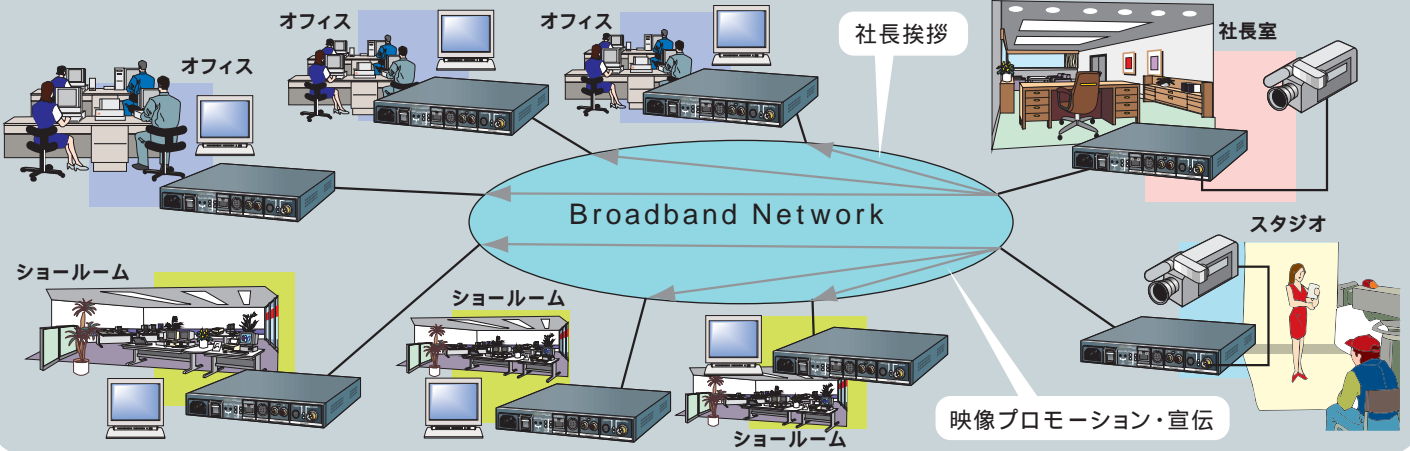 オフィス
オフィス
オフィス
社長挨拶
社長室
Broadband Network
スタジオ
ショールーム
ショールーム
ショールーム
映像プロモーション・宣伝